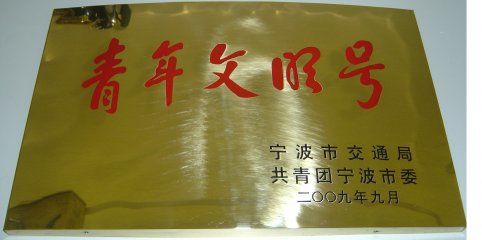 青年文明号
宁波市交通局
共青团宁波市委
二〇〇九年九月